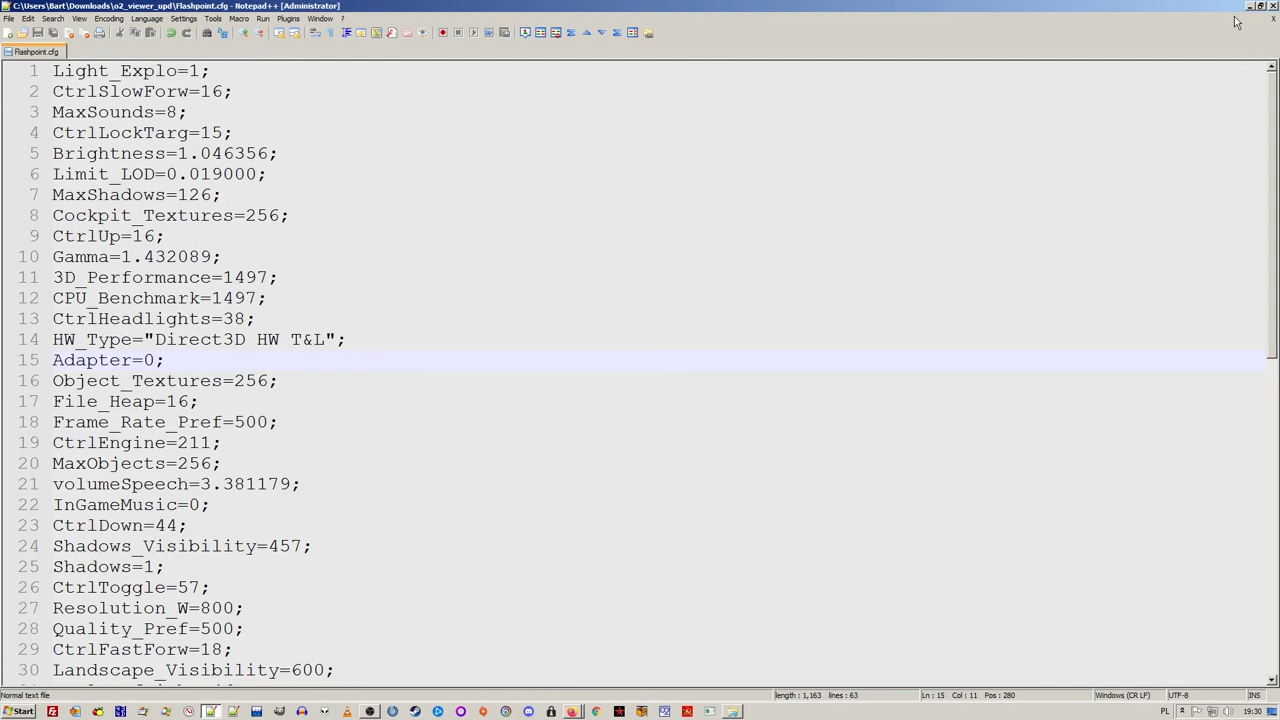 C:\Users\Bart\Downloads\o2_viewer_upd\Flashpoint.cfg - Notepad++ [Administrator]
File Edit Search View Encoding Language Settings Tools Macro Run Plugins Window ? X
Flashpoint.cfg
1 Light_Explo=1;
2 CtrlSlowForw=16;
3 MaxSounds=8;
4 CtrlLockTarg=15;
5 Brightness=1.046356;
6 Limit_LOD=0.019000;
7 MaxShadows=126;
8 Cockpit_Textures=256;
9 CtrlUp=16;
10 Gamma=1.432089;
11 3D_Performance=1497;
12 CPU_Benchmark=1497;
13 CtrlHeadlights=38;
14 HW_Type="Direct3D HW T&L";
15 Adapter=0;
16 Object_Textures=256;
17 File_Heap=16;
18 Frame_Rate_Pref=500;
19 CtrlEngine=211;
20 MaxObjects=256;
21 volumeSpeech=3.381179;
22 InGameMusic=0;
23 CtrlDown=44;
24 Shadows_Visibility=457;
25 Shadows=1;
26 CtrlToggle=57;
27 Resolution_W=800;
28 Quality_Pref=500;
29 CtrlFastForw=18;
30 Landscape_Visibility=600;
Normal text file length : 1,163 lines : 63 Ln : 15 Col : 11 Pos : 280 Windows (CR LF) UTF-8 INS
Start PL 19:30